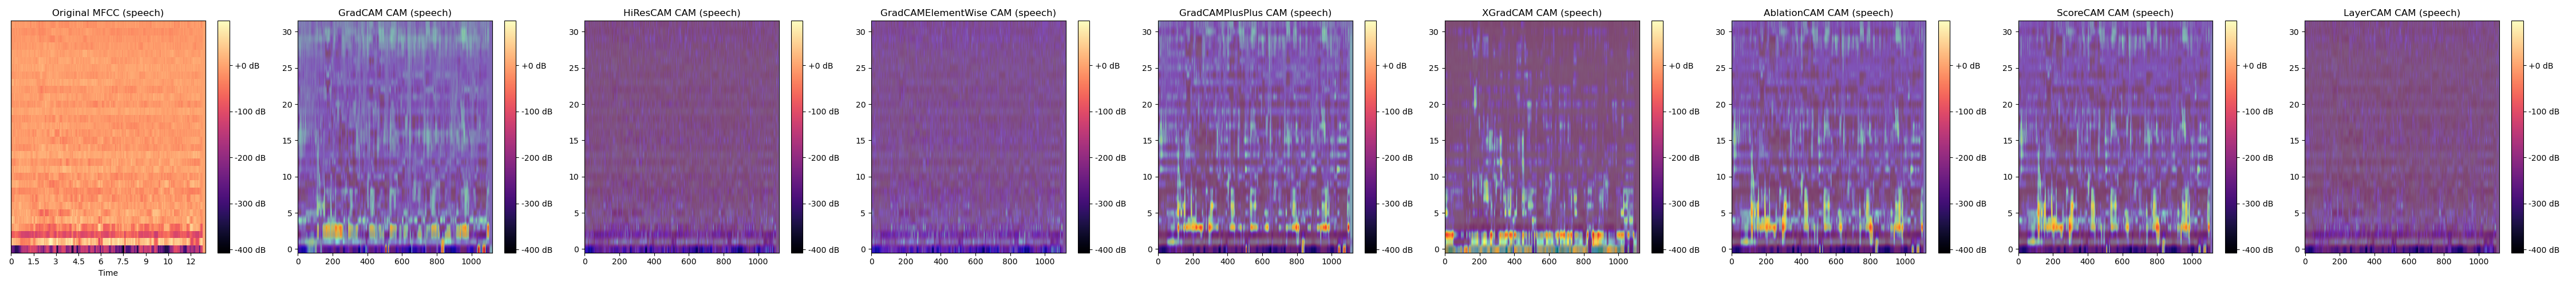 Original MFCC (speech)
0 1.5 3 4.5 6 7.5 9 10 12
Time
+0 dB
-100 dB
-200 dB
-300 dB
-400 dB
GradCAM CAM (speech)
30
25
20
15
10
5
0
0 200 400 600 800 1000
+0 dB
-100 dB
-200 dB
-300 dB
-400 dB
HiResCAM CAM (speech)
30
25
20
15
10
5
0
0 200 400 600 800 1000
+0 dB
-100 dB
-200 dB
-300 dB
-400 dB
GradCAMElementWise CAM (speech)
30
25
20
15
10
5
0
0 200 400 600 800 1000
+0 dB
-100 dB
-200 dB
-300 dB
-400 dB
GradCAMPlusPlus CAM (speech)
30
25
20
15
10
5
0
0 200 400 600 800 1000
+0 dB
-100 dB
-200 dB
-300 dB
-400 dB
XGradCAM CAM (speech)
30
25
20
15
10
5
0
0 200 400 600 800 1000
+0 dB
-100 dB
-200 dB
-300 dB
-400 dB
AblationCAM CAM (speech)
30
25
20
15
10
5
0
0 200 400 600 800 1000
+0 dB
-100 dB
-200 dB
-300 dB
-400 dB
ScoreCAM CAM (speech)
30
25
20
15
10
5
0
0 200 400 600 800 1000
+0 dB
-100 dB
-200 dB
-300 dB
-400 dB
LayerCAM CAM (speech)
30
25
20
15
10
5
0
0 200 400 600 800 1000
+0 dB
-100 dB
-200 dB
-300 dB
-400 dB